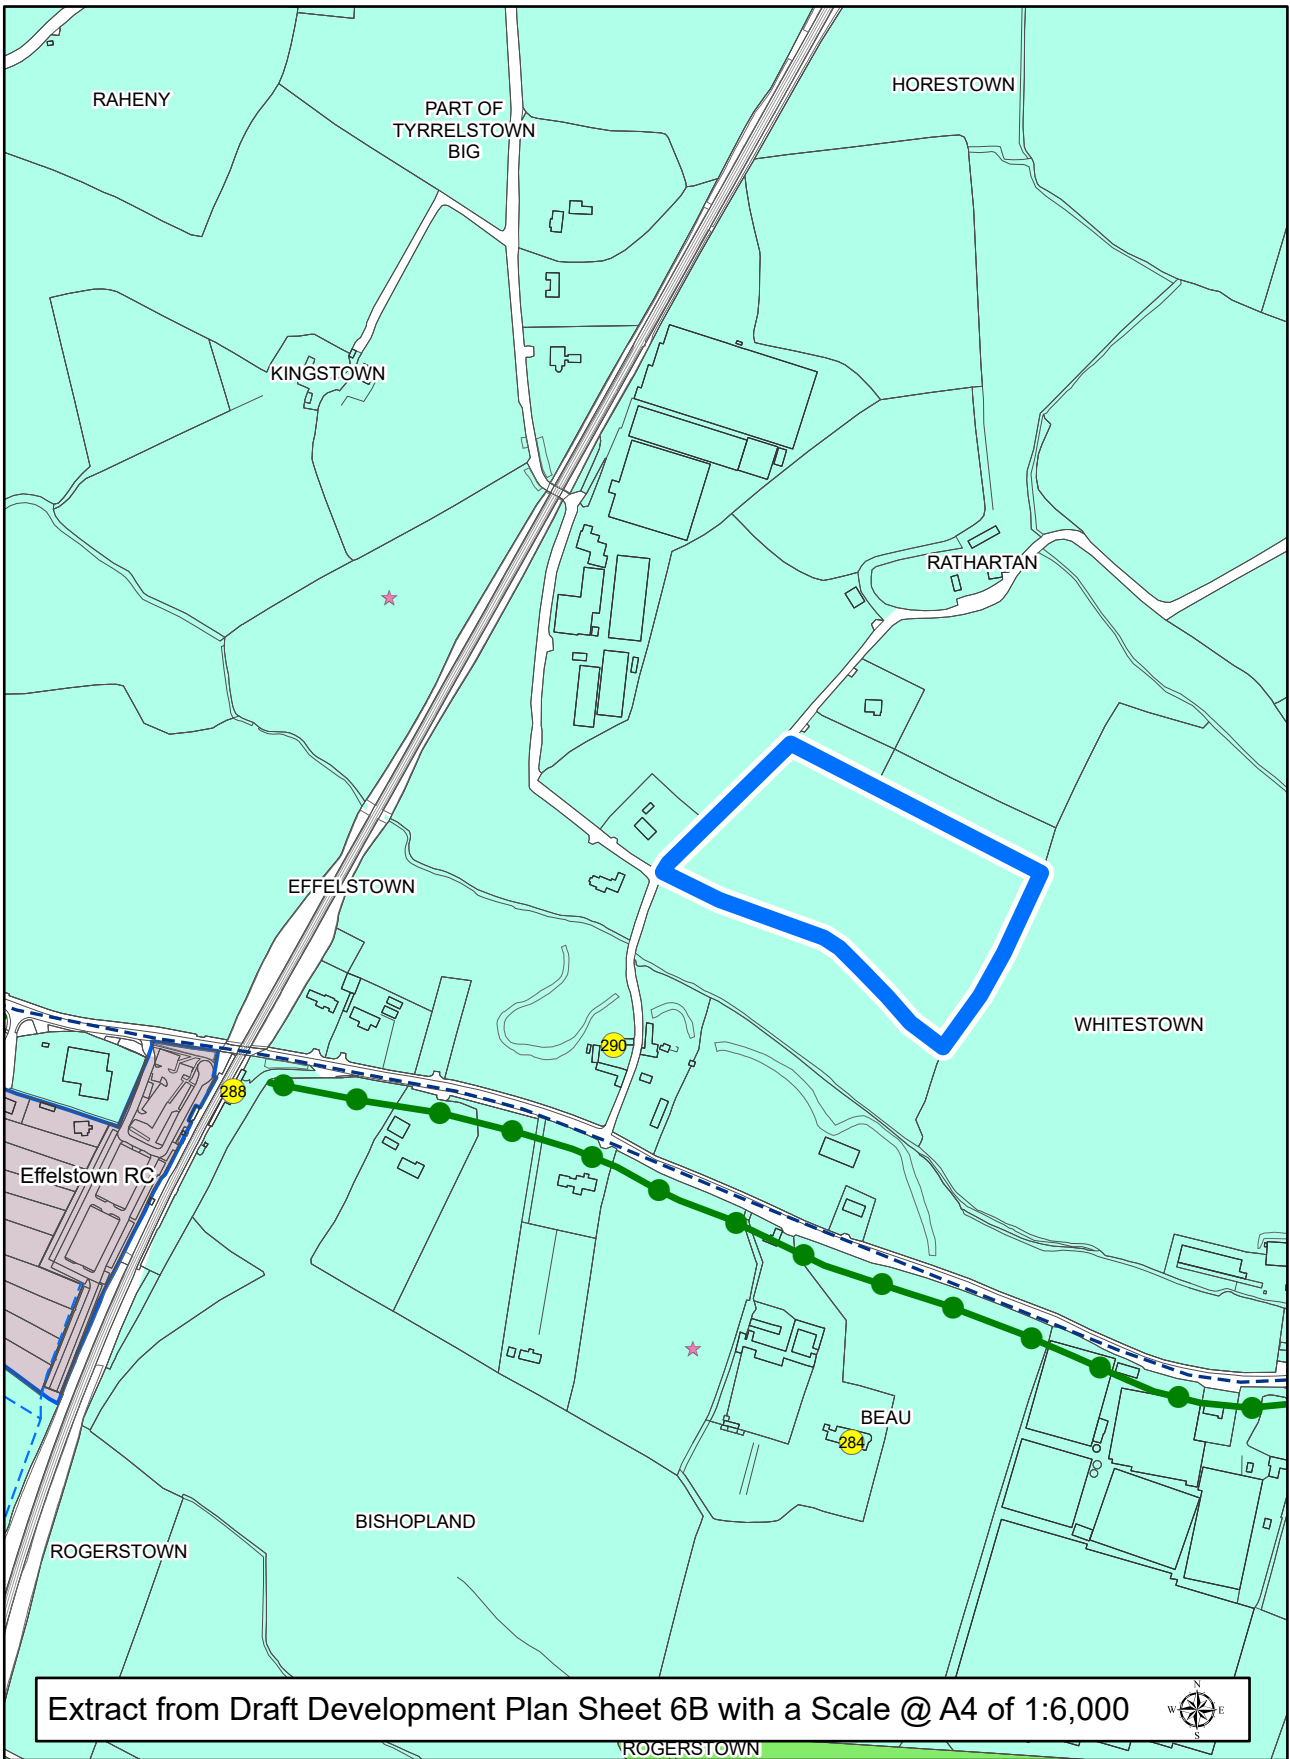 RAHENY
PART OF
TYRRELSTOWN
BIG
HORESTOWN
KINGSTOWN
RATHARTAN
EFFELSTOWN
WHITESTOWN
290
288
Effelstown RC
BEAU
284
BISHOPLAND
ROGERSTOWN
Extract from Draft Development Plan Sheet 6B with a Scale @ A4 of 1:6,000
N
W E
S
ROGERSTOWN